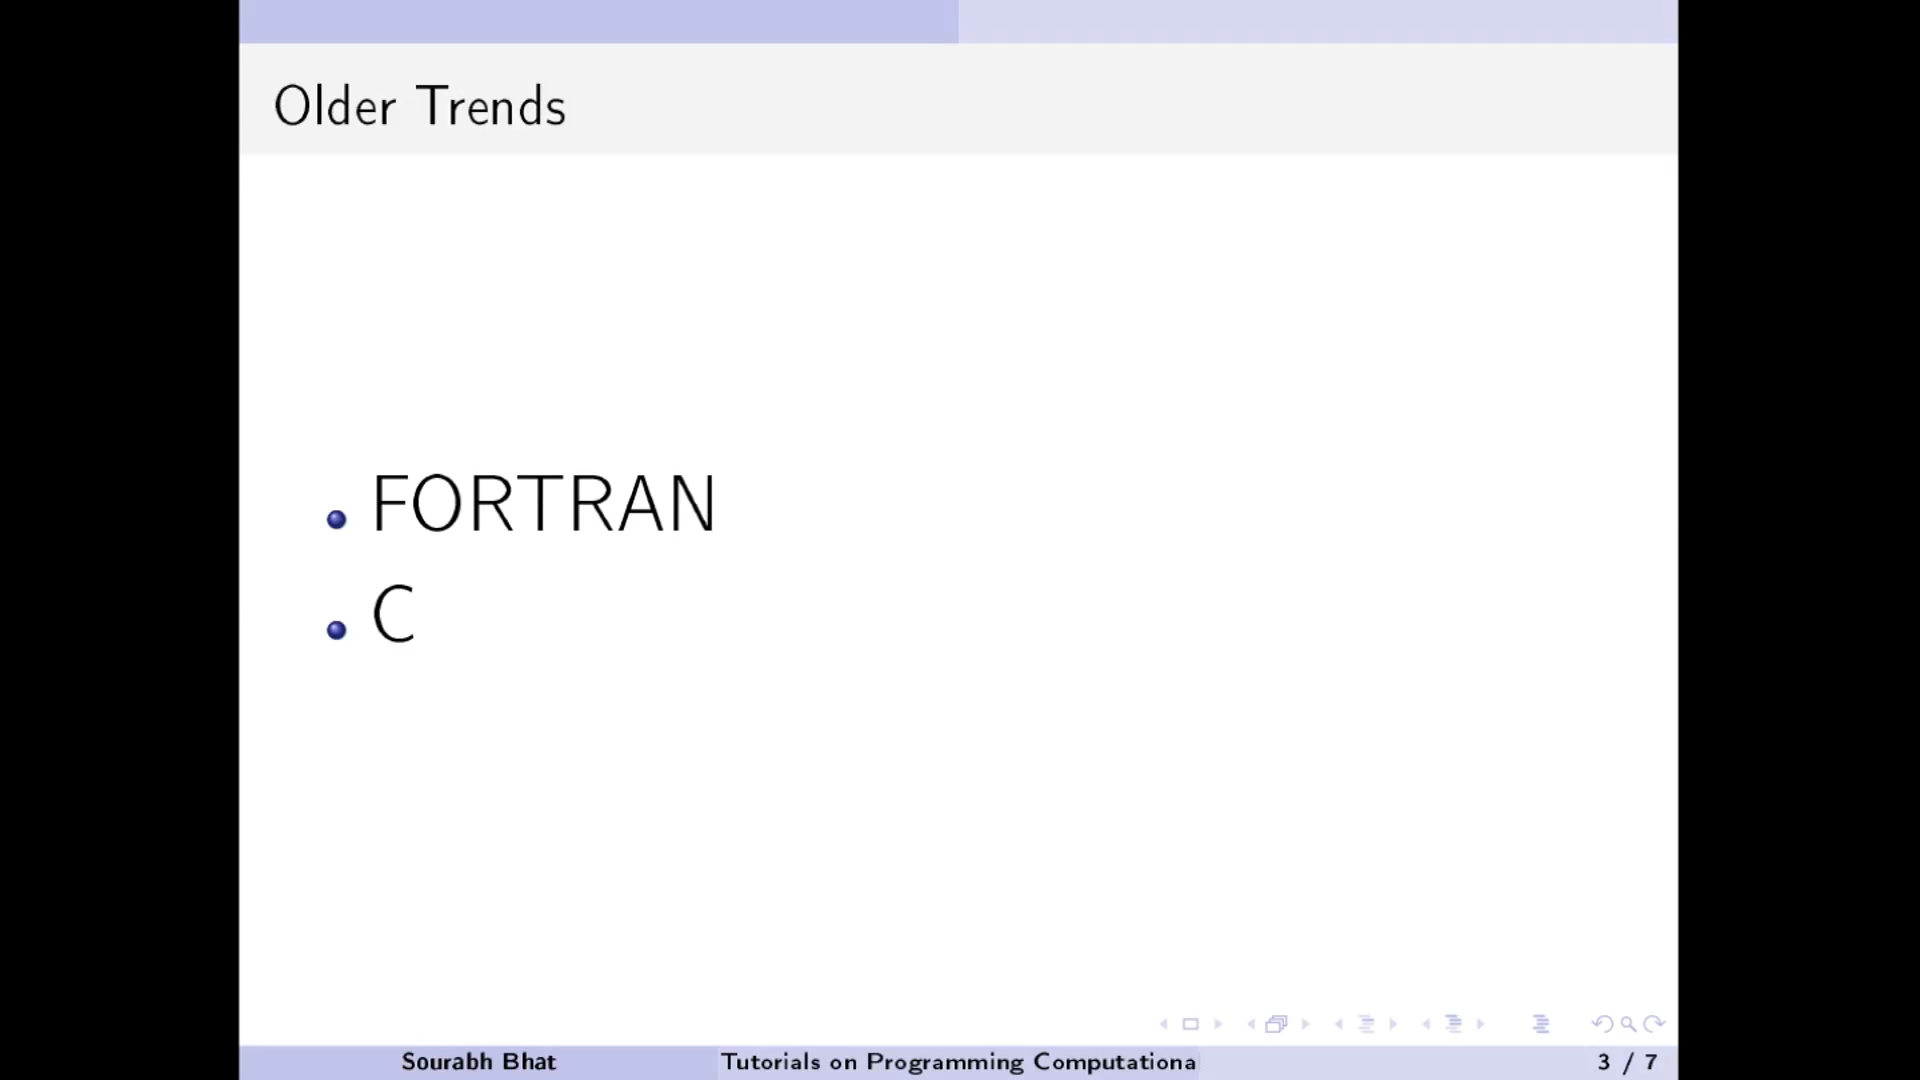 Older Trends
FORTRAN
C
Sourabh Bhat
Tutorials on Programming Computationa
3 / 7